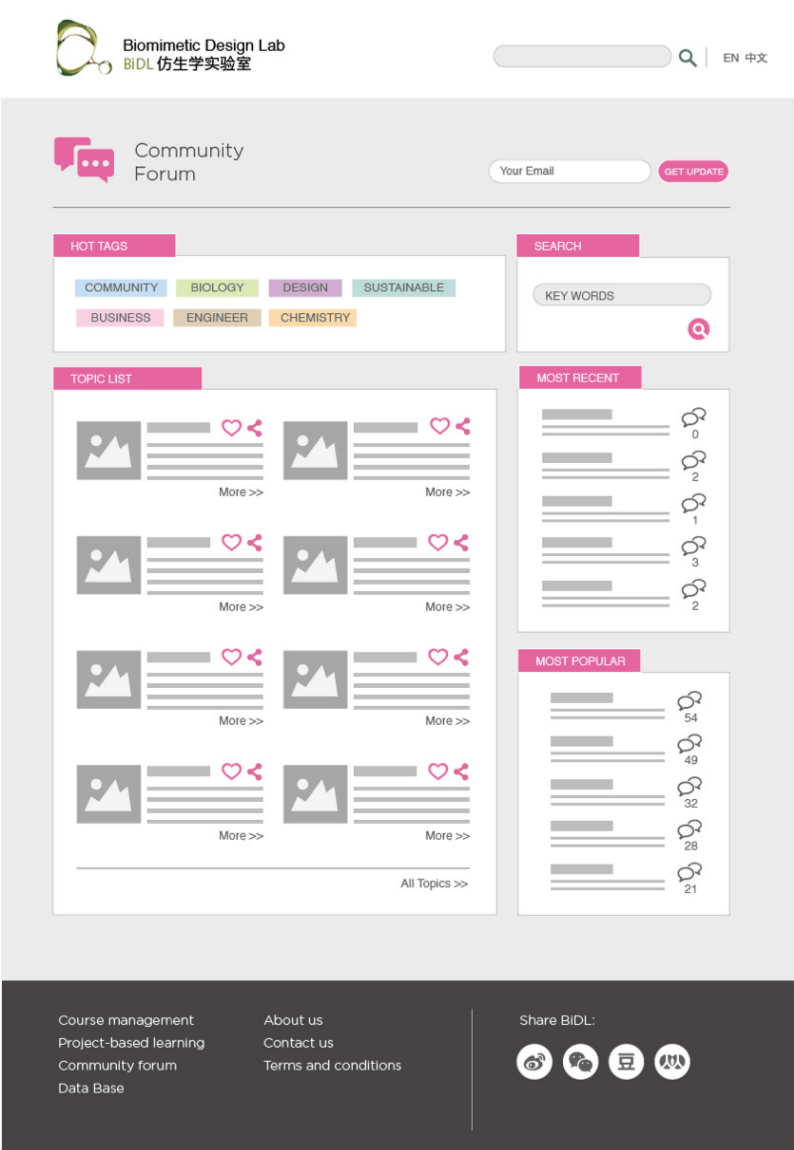 Biomimetic Design Lab
BiDL 仿生学实验室
EN 中文
Community
Forum
Your Email
GET UPDATE
HOT TAGS
COMMUNITY BIOLOGY DESIGN SUSTAINABLE
BUSINESS ENGINEER CHEMISTRY
SEARCH
KEY WORDS
TOPIC LIST
More >> More >>
More >> More >>
More >> More >>
More >> More >>
All Topics >>
MOST RECENT
0
2
1
3
2
MOST POPULAR
54
49
32
28
21
Course management
Project-based learning
Community forum
Data Base
About us
Contact us
Terms and conditions
Share BiDL:
豆